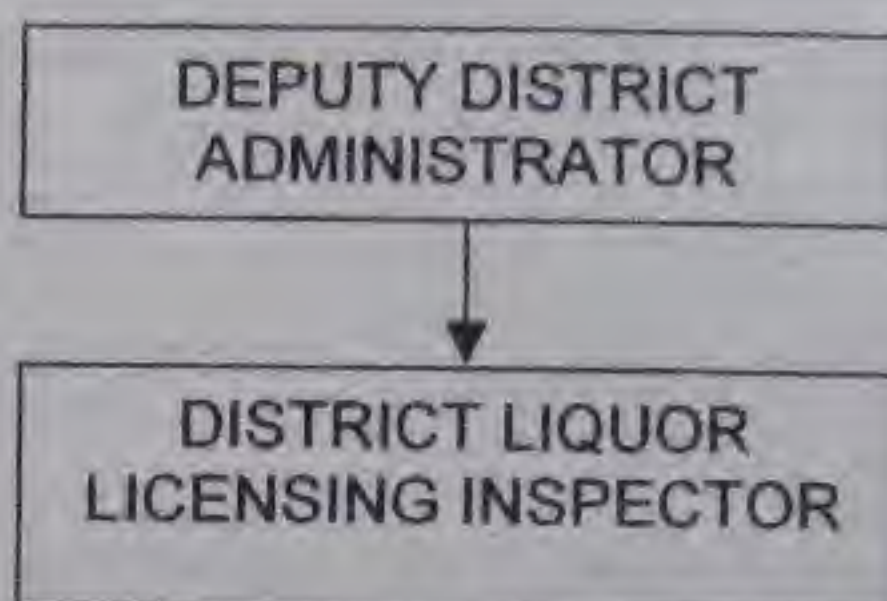 DEPUTY DISTRICT
ADMINISTRATOR
DISTRICT LIQUOR
LICENSING INSPECTOR